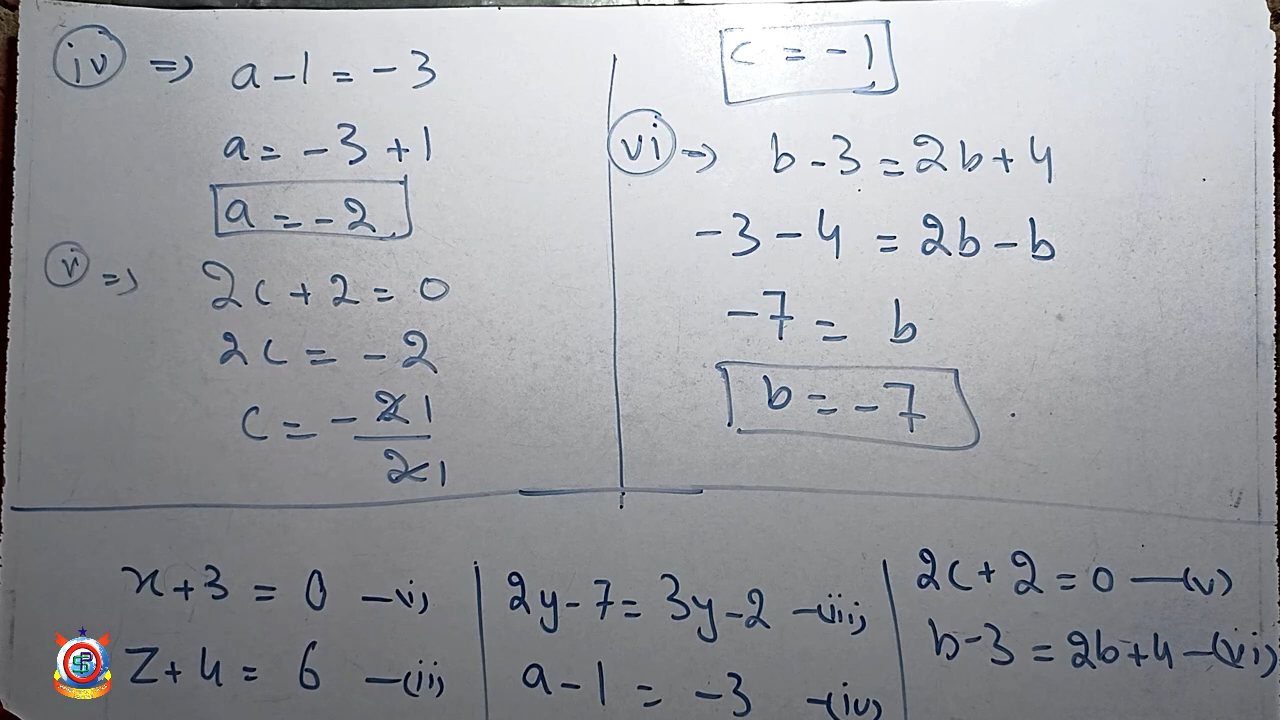 iv ⇒ a - 1 = - 3
a = - 3 + 1
a = - 2
v ⇒ 2c + 2 = 0
2c = - 2
c = - 21
21
c = - 1
vi ⇒ b - 3 = 2b + 4
- 3 - 4 = 2b - b
- 7 = b
b = - 7
x + 3 = 0 —i)
z + 4 = 6 —(ii)
2y - 7 = 3y - 2 —iii)
a - 1 = - 3 —(iv)
2c + 2 = 0 —(v)
b - 3 = 2b + 4 —(vi)